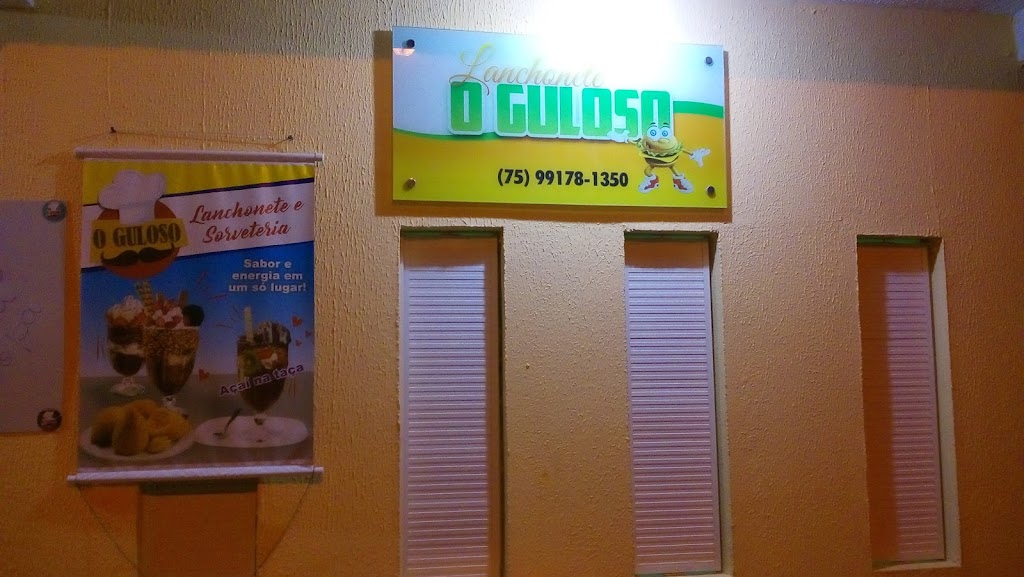 Lanchonete
O GULOSO
(75) 99178-1350
O GULOSO
Lanchonete e
Sorveteria
Sabor e
energia em
um só lugar!
Açaí na taça